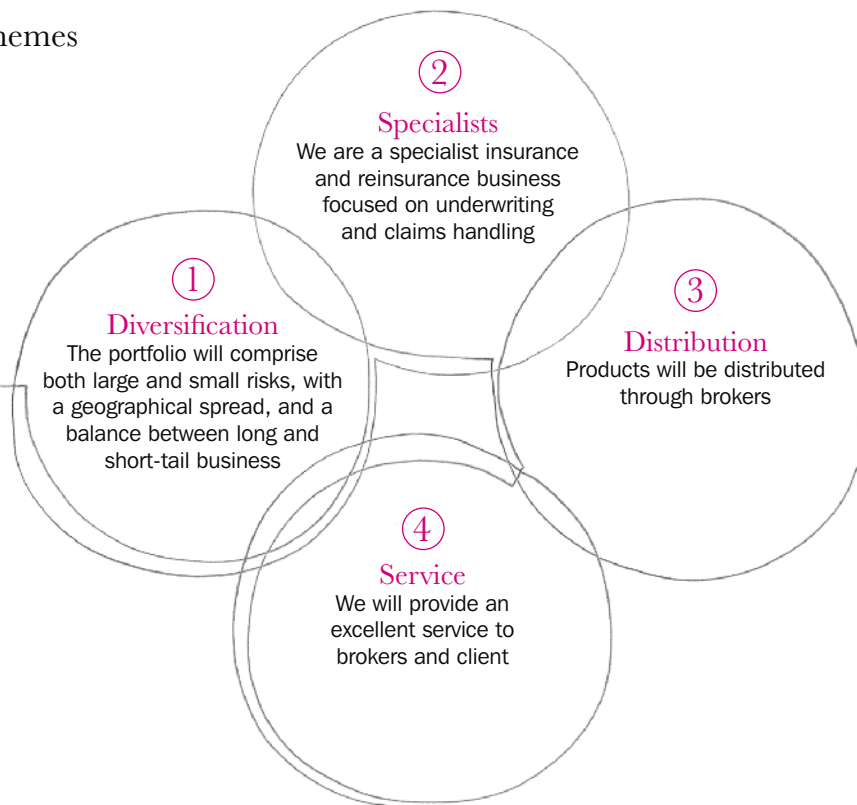 hemes
1
Diversification
The portfolio will comprise
both large and small risks, with
a geographical spread, and a
balance between long and
short-tail business
2
Specialists
We are a specialist insurance
and reinsurance business
focused on underwriting
and claims handling
3
Distribution
Products will be distributed
through brokers
4
Service
We will provide an
excellent service to
brokers and client